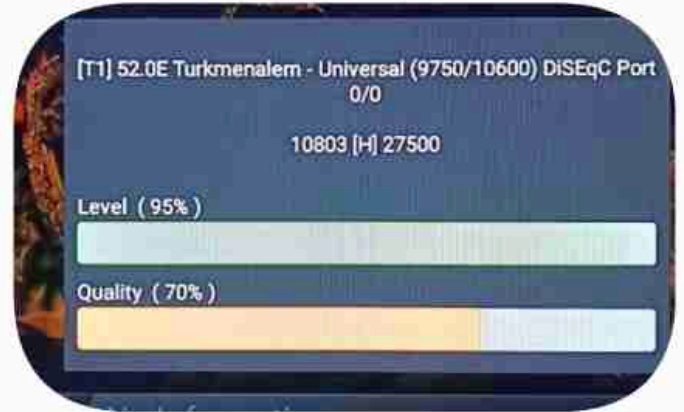 [T1] 52.0E Turkmenalem - Universal (9750/10600) DiSEqC Port
0/0
10803 [H] 27500
Level ( 95% )
Quality ( 70% )